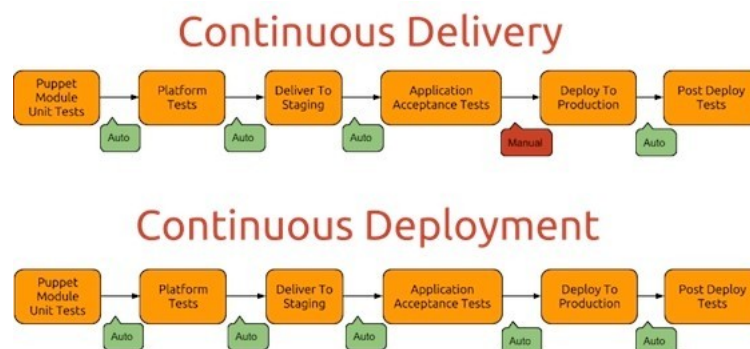 Continuous Delivery
Puppet
Module
Unit Tests
Platform
Tests
Deliver To
Staging
Application
Acceptance Tests
Deploy To
Production
Post Deploy
Tests
Auto
Auto
Auto
Manual
Auto
Continuous Deployment
Puppet
Module
Unit Tests
Platform
Tests
Deliver To
Staging
Application
Acceptance Tests
Deploy To
Production
Post Deploy
Tests
Auto
Auto
Auto
Auto
Auto